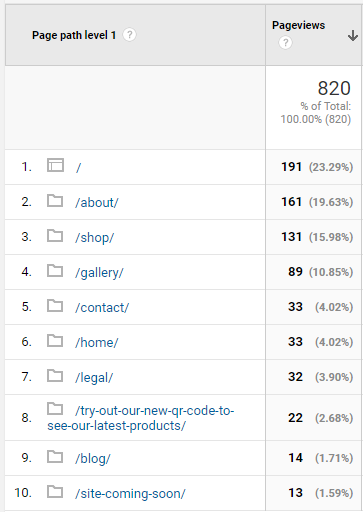 Page path level 1 ?
Pageviews
?
820
% of Total:
100.00% (820)
1. / 191 (23.29%)
2. /about/ 161 (19.63%)
3. /shop/ 131 (15.98%)
4. /gallery/ 89 (10.85%)
5. /contact/ 33 (4.02%)
6. /home/ 33 (4.02%)
7. /legal/ 32 (3.90%)
8. /try-out-our-new-qr-code-to-
see-our-latest-products/ 22 (2.68%)
9. /blog/ 14 (1.71%)
10. /site-coming-soon/ 13 (1.59%)